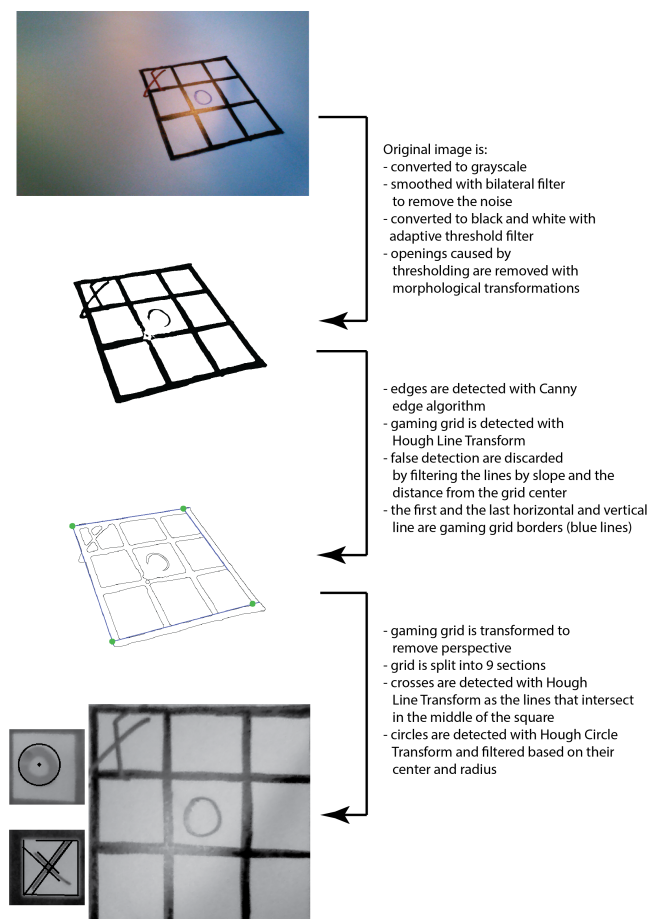 Original image is:
- converted to grayscale
- smoothed with bilateral filter
to remove the noise
- converted to black and white with
adaptive threshold filter
- openings caused by
thresholding are removed with
morphological transformations
- edges are detected with Canny
edge algorithm
- gaming grid is detected with
Hough Line Transform
- false detection are discarded
by filtering the lines by slope and the
distance from the grid center
- the first and the last horizontal and vertical
line are gaming grid borders (blue lines)
- gaming grid is transformed to
remove perspective
- grid is split into 9 sections
- crosses are detected with Hough
Line Transform as the lines that intersect
in the middle of the square
- circles are detected with Hough Circle
Transform and filtered based on their
center and radius